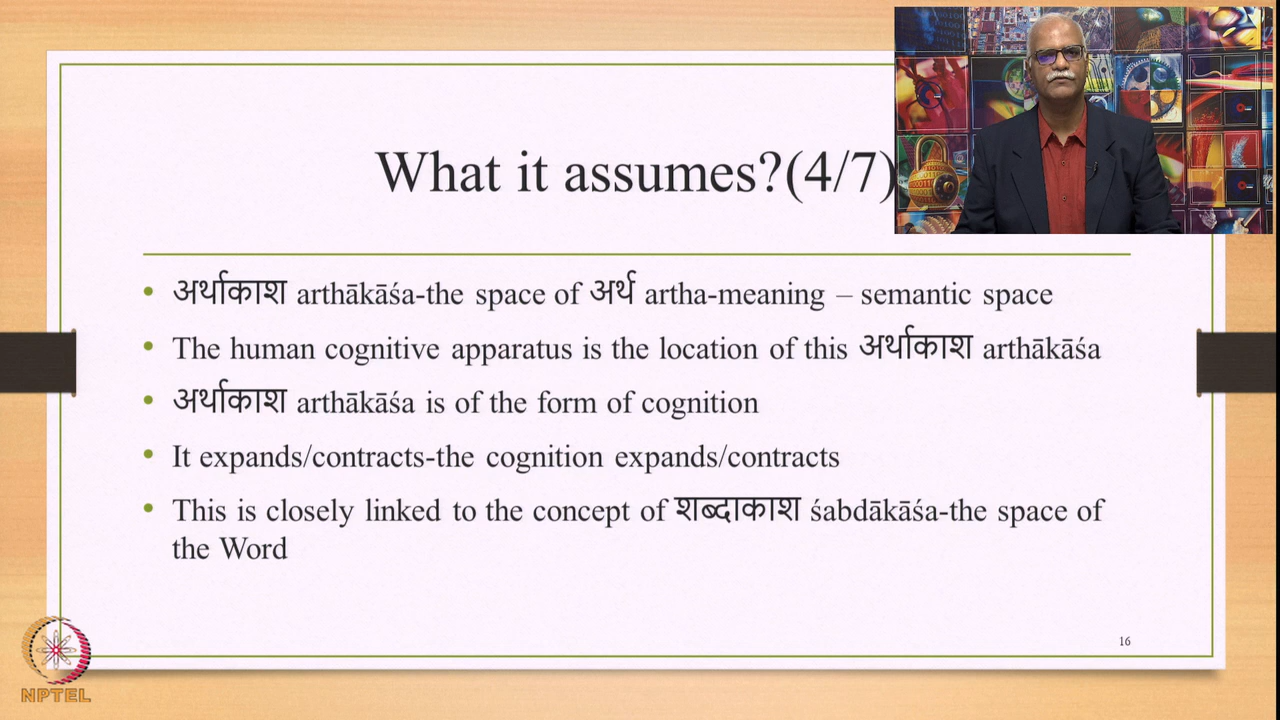 What it assumes?(4/7)
• अर्थाकाश arthākāśa-the space of अर्थ artha-meaning – semantic space
• The human cognitive apparatus is the location of this अर्थाकाश arthākāśa
• अर्थाकाश arthākāśa is of the form of cognition
• It expands/contracts-the cognition expands/contracts
• This is closely linked to the concept of शब्दाकाश śabdākāśa-the space of
the Word
16
NPTEL